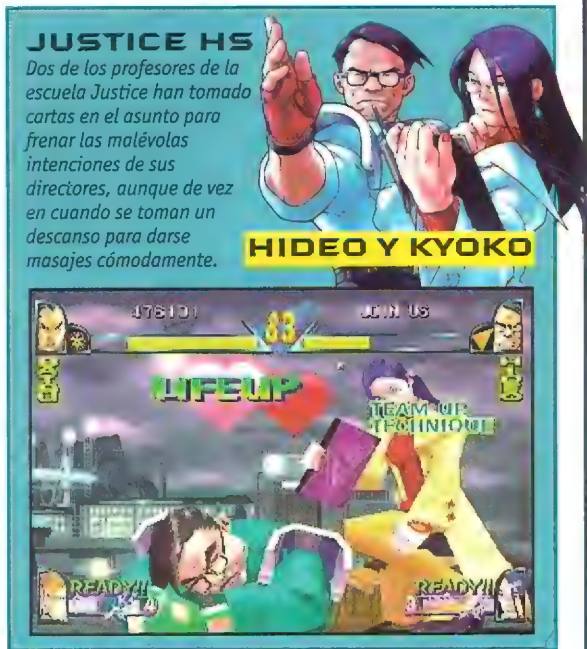 JUSTICE HS
Dos de los profesores de la
escuela Justice han tomado
cartas en el asunto para
frenar las malévolas
intenciones de sus
directores, aunque de vez
en cuando se toman un
descanso para darse
masajes cómodamente.
HIDEO Y KYOKO
476101
83
JOIN US
LIFEUP
TEAM UP
TECHNIQUE
READY!!
READY!!